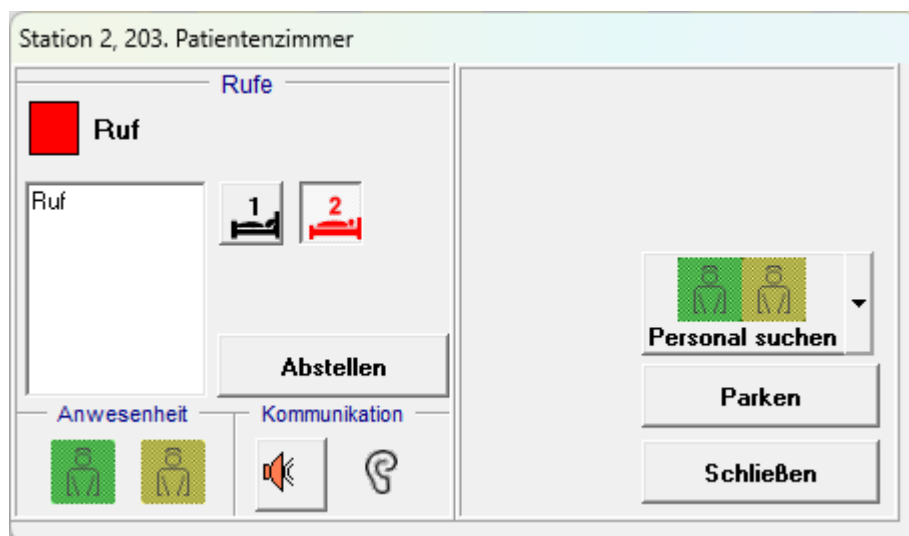 Station 2, 203. Patientenzimmer
Rufe
Ruf
Ruf
1 2
Abstellen
Anwesenheit Kommunikation
Personal suchen
Parken
Schließen